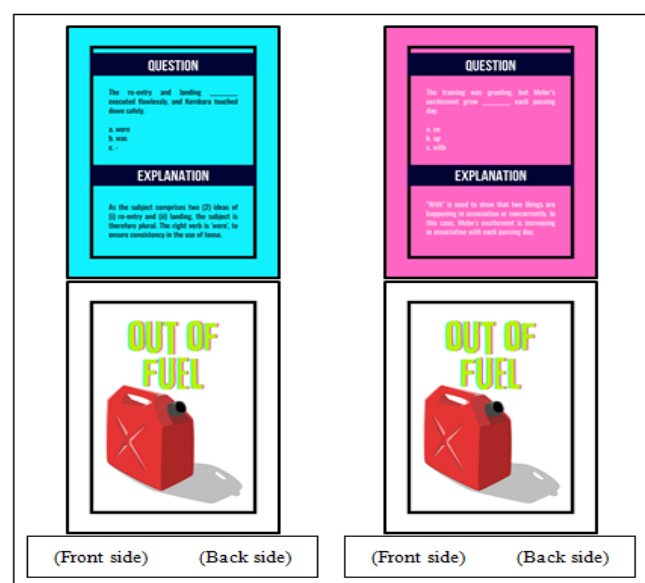 QUESTION
The re-entry and landing _______
executed flawlessly, and Kembara touched
down safely.
a. were
b. was
c. -
EXPLANATION
As the subject comprises two (2) ideas of
(i) re-entry and (ii) landing, the subject is
therefore plural. The right verb is 'were', to
ensure consistency in the use of tense.
OUT OF
FUEL
(Front side) (Back side)
QUESTION
The training was grueling, but Meler's
excitement grew _______ each passing
day.
a. on
b. up
c. with
EXPLANATION
"With" is used to show that two things are
happening in association or concurrently. In
this case, Meler's excitement is increasing
in association with each passing day.
OUT OF
FUEL
(Front side) (Back side)